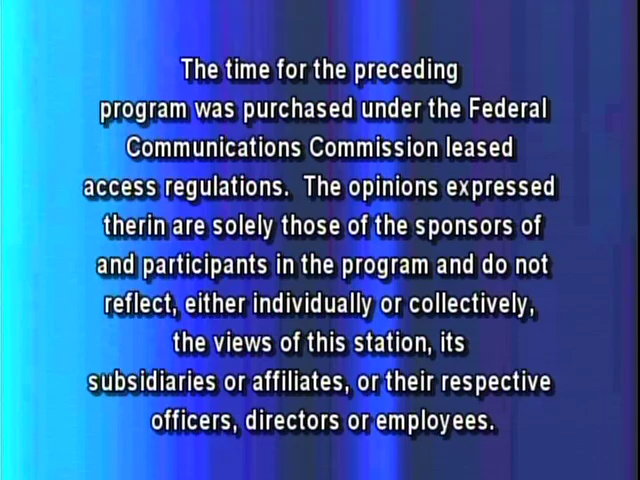 The time for the preceding
program was purchased under the Federal
Communications Commission leased
access regulations.  The opinions expressed
therin are solely those of the sponsors of
and participants in the program and do not
reflect, either individually or collectively,
the views of this station, its
subsidiaries or affiliates, or their respective
officers, directors or employees.